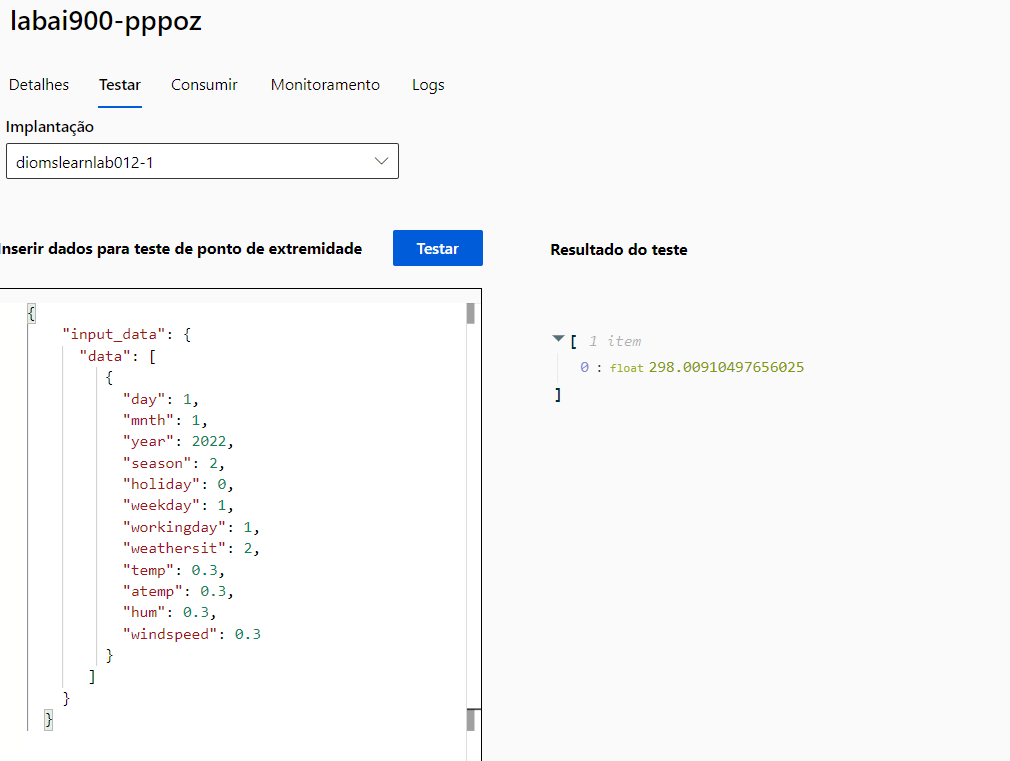 labai900-pppoz
Detalhes Testar Consumir Monitoramento Logs
Implantação
diomslearnlab012-1
Inserir dados para teste de ponto de extremidade
Testar
{
"input_data": {
"data": [
{
"day": 1,
"mnth": 1,
"year": 2022,
"season": 2,
"holiday": 0,
"weekday": 1,
"workingday": 1,
"weathersit": 2,
"temp": 0.3,
"atemp": 0.3,
"hum": 0.3,
"windspeed": 0.3
}
]
}
}
Resultado do teste
[ 1 item
0 : float 298.00910497656025
]